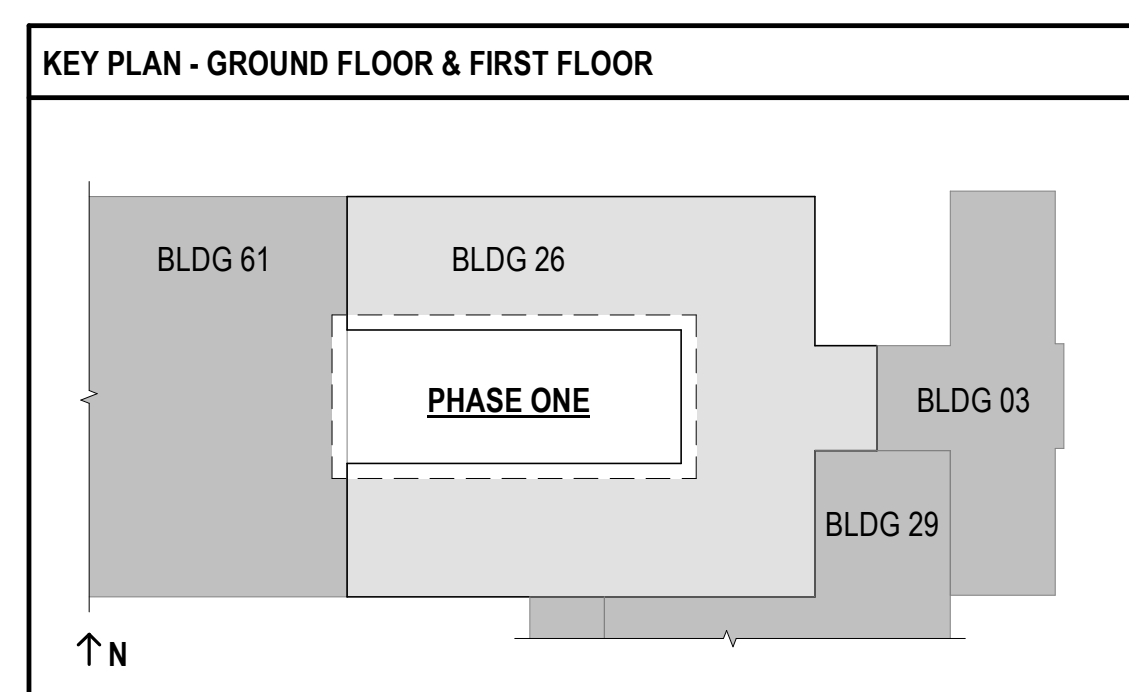 KEY PLAN - GROUND FLOOR & FIRST FLOOR
BLDG 61
BLDG 26
PHASE ONE
BLDG 03
BLDG 29
N